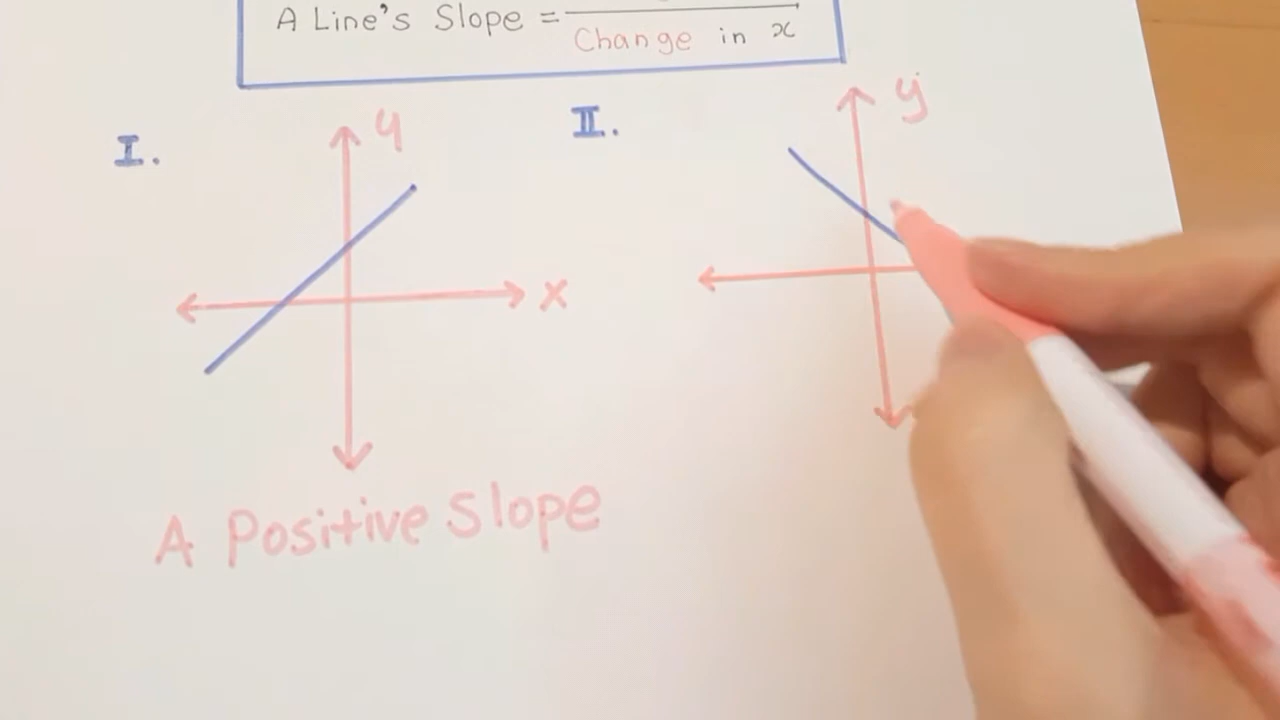 A Line's Slope =
Change in x
I.
y
II.
y
x
A Positive Slope